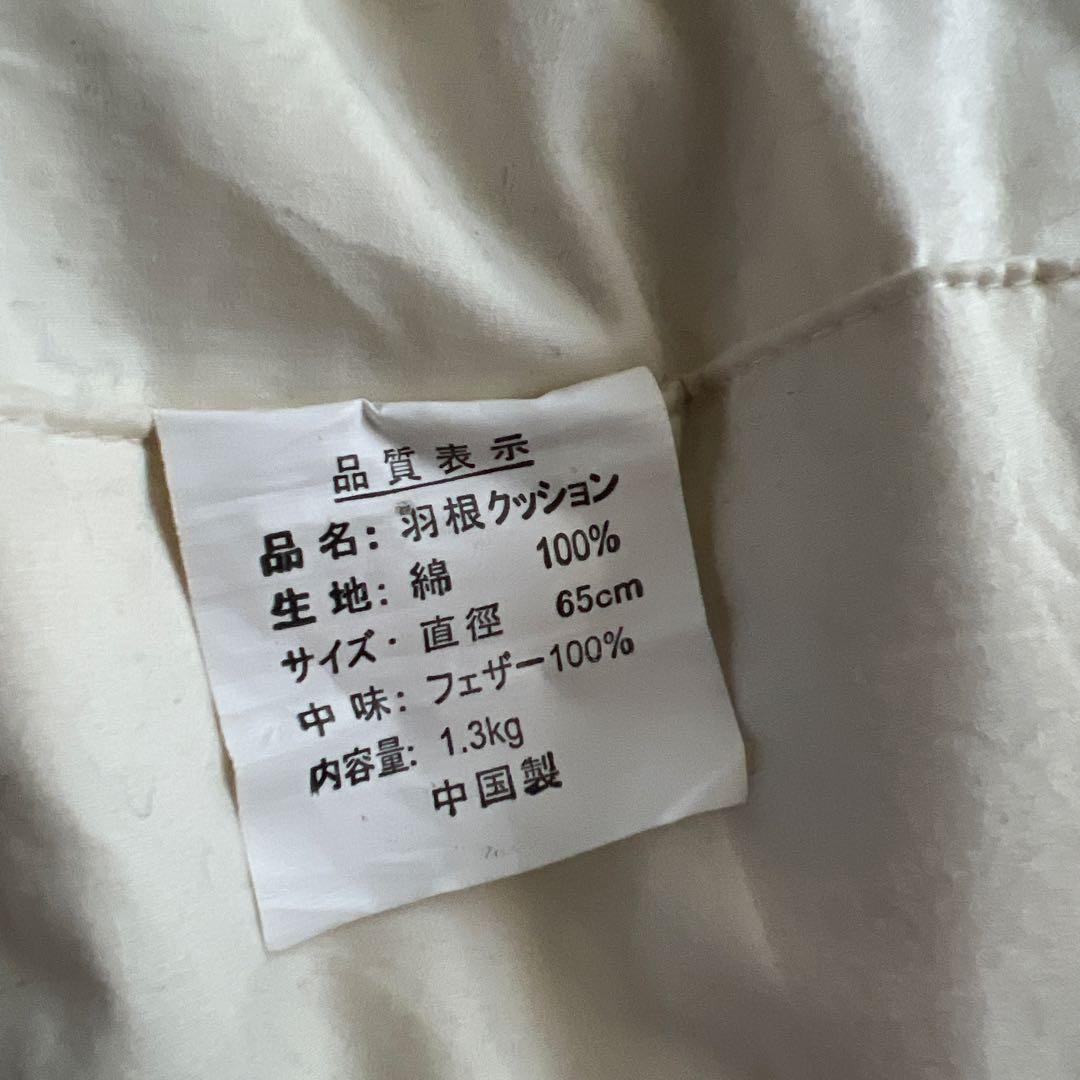 品質表示
品名: 羽根クッション
生地: 綿 100%
サイズ・直徑 65cm
中味: フェザー100%
内容量: 1.3kg
中国製